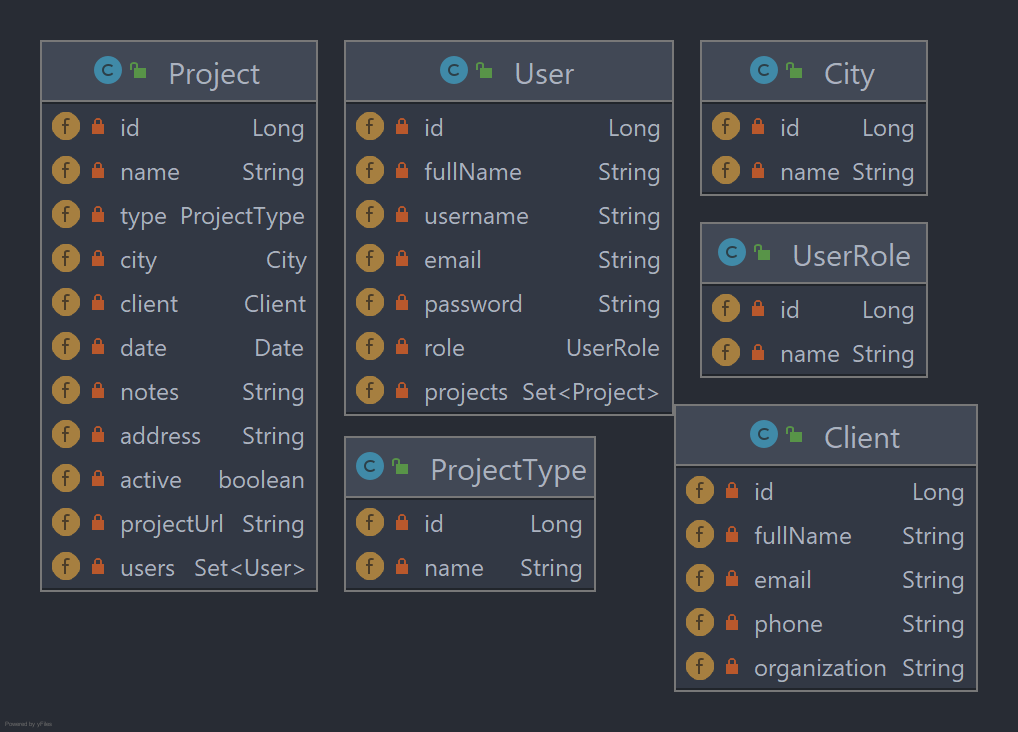 C Project
f id Long
f name String
f type ProjectType
f city City
f client Client
f date Date
f notes String
f address String
f active boolean
f projectUrl String
f users Set<User>
C User
f id Long
f fullName String
f username String
f email String
f password String
f role UserRole
f projects Set<Project>
C ProjectType
f id Long
f name String
C City
f id Long
f name String
C UserRole
f id Long
f name String
C Client
f id Long
f fullName String
f email String
f phone String
f organization String
Powered by yFiles